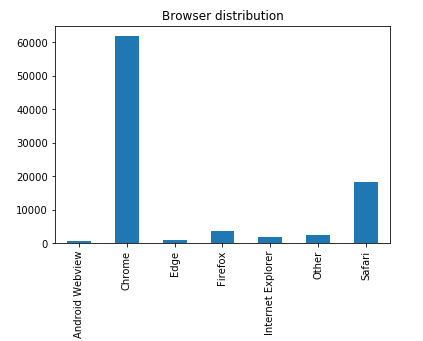 Browser distribution
60000
50000
40000
30000
20000
10000
0
Android Webview
Chrome
Edge
Firefox
Internet Explorer
Other
Safari